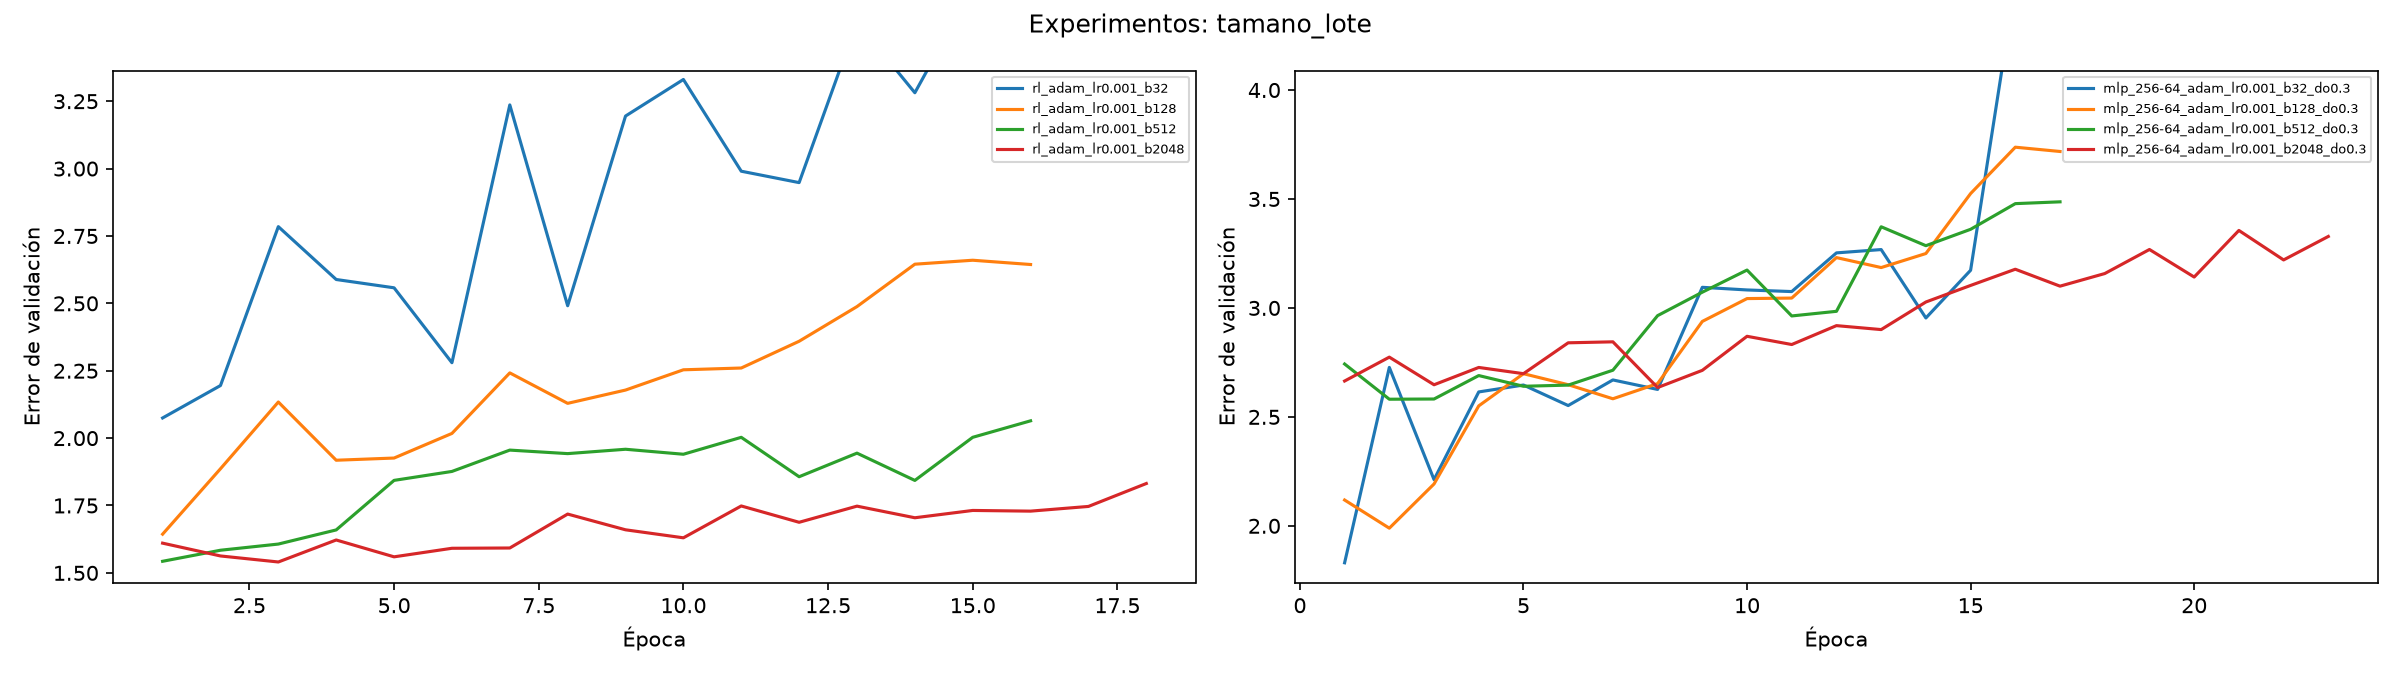 Experimentos: tamano_lote
Error de validación
3.25
3.00
2.75
2.50
2.25
2.00
1.75
1.50
2.5
5.0
7.5
10.0
12.5
15.0
17.5
Época
rl_adam_lr0.001_b32
rl_adam_lr0.001_b128
rl_adam_lr0.001_b512
rl_adam_lr0.001_b2048
Error de validación
4.0
3.5
3.0
2.5
2.0
0
5
10
15
20
Época
mlp_256-64_adam_lr0.001_b32_do0.3
mlp_256-64_adam_lr0.001_b128_do0.3
mlp_256-64_adam_lr0.001_b512_do0.3
mlp_256-64_adam_lr0.001_b2048_do0.3